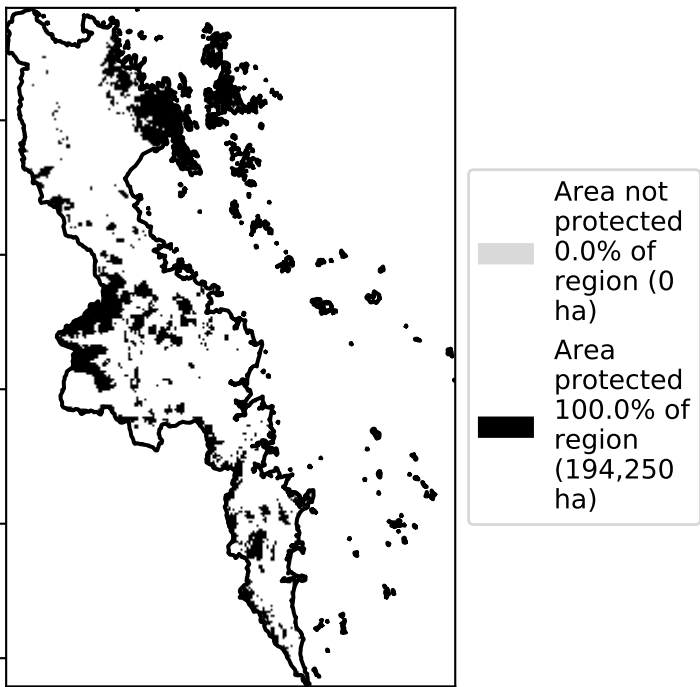 Area not
protected
0.0% of
region (0
ha)
Area
protected
100.0% of
region
(194,250
ha)